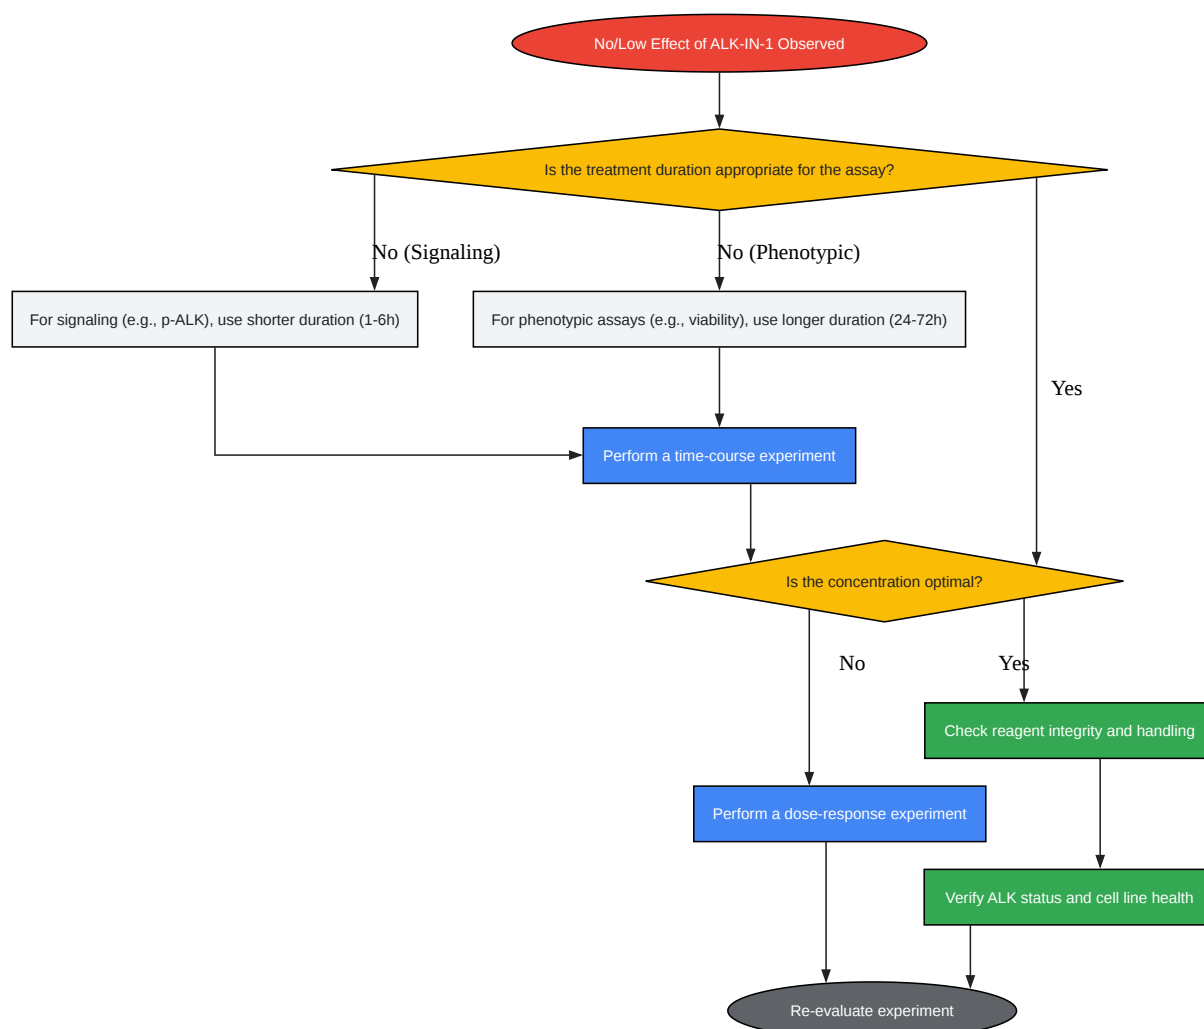 No/Low Effect of ALK-IN-1 Observed
Is the treatment duration appropriate for the assay?
No (Signaling)
No (Phenotypic)
For signaling (e.g., p-ALK), use shorter duration (1-6h)
For phenotypic assays (e.g., viability), use longer duration (24-72h)
Yes
Perform a time-course experiment
Is the concentration optimal?
No
Yes
Check reagent integrity and handling
Perform a dose-response experiment
Verify ALK status and cell line health
Re-evaluate experiment